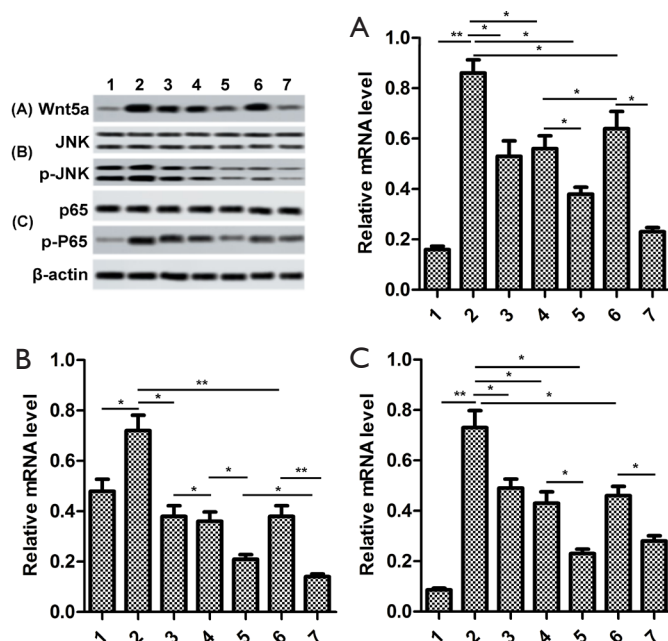 1 2 3 4 5 6 7
(A) Wnt5a
(B) JNK
p-JNK
(C) p65
p-P65
β-actin
A
Relative mRNA level
1.0
0.8
0.6
0.4
0.2
0.0
** * * * * * * *
1 2 3 4 5 6 7
B
Relative mRNA level
1.0
0.8
0.6
0.4
0.2
0.0
* ** * * * ** *
1 2 3 4 5 6 7
C
Relative mRNA level
1.0
0.8
0.6
0.4
0.2
0.0
** * * * * * *
1 2 3 4 5 6 7